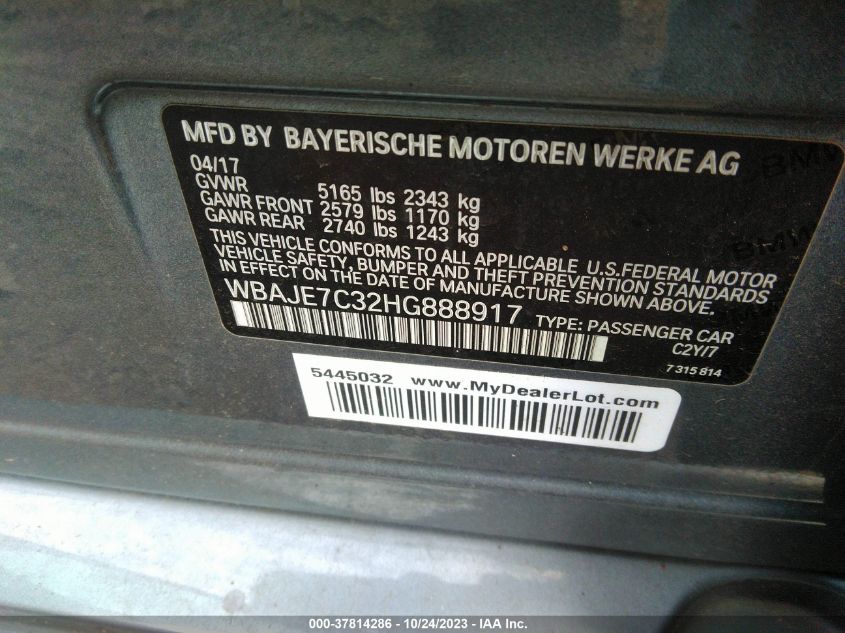 MFD BY BAYERISCHE MOTOREN WERKE AG
04/17
GVWR 5165 lbs 2343 kg
GAWR FRONT 2579 lbs 1170 kg
GAWR REAR 2740 lbs 1243 kg
THIS VEHICLE CONFORMS TO ALL APPLICABLE U.S.FEDERAL MOTOR
VEHICLE SAFETY, BUMPER AND THEFT PREVENTION STANDARDS
IN EFFECT ON THE DATE OF MANUFACTURE SHOWN ABOVE.
WBAJE7C32HG888917 TYPE: PASSENGER CAR
C2Y/7
7 315 814
BMW
BMW
5445032 www.MyDealerLot.com
000-37814286 - 10/24/2023 - IAA Inc.